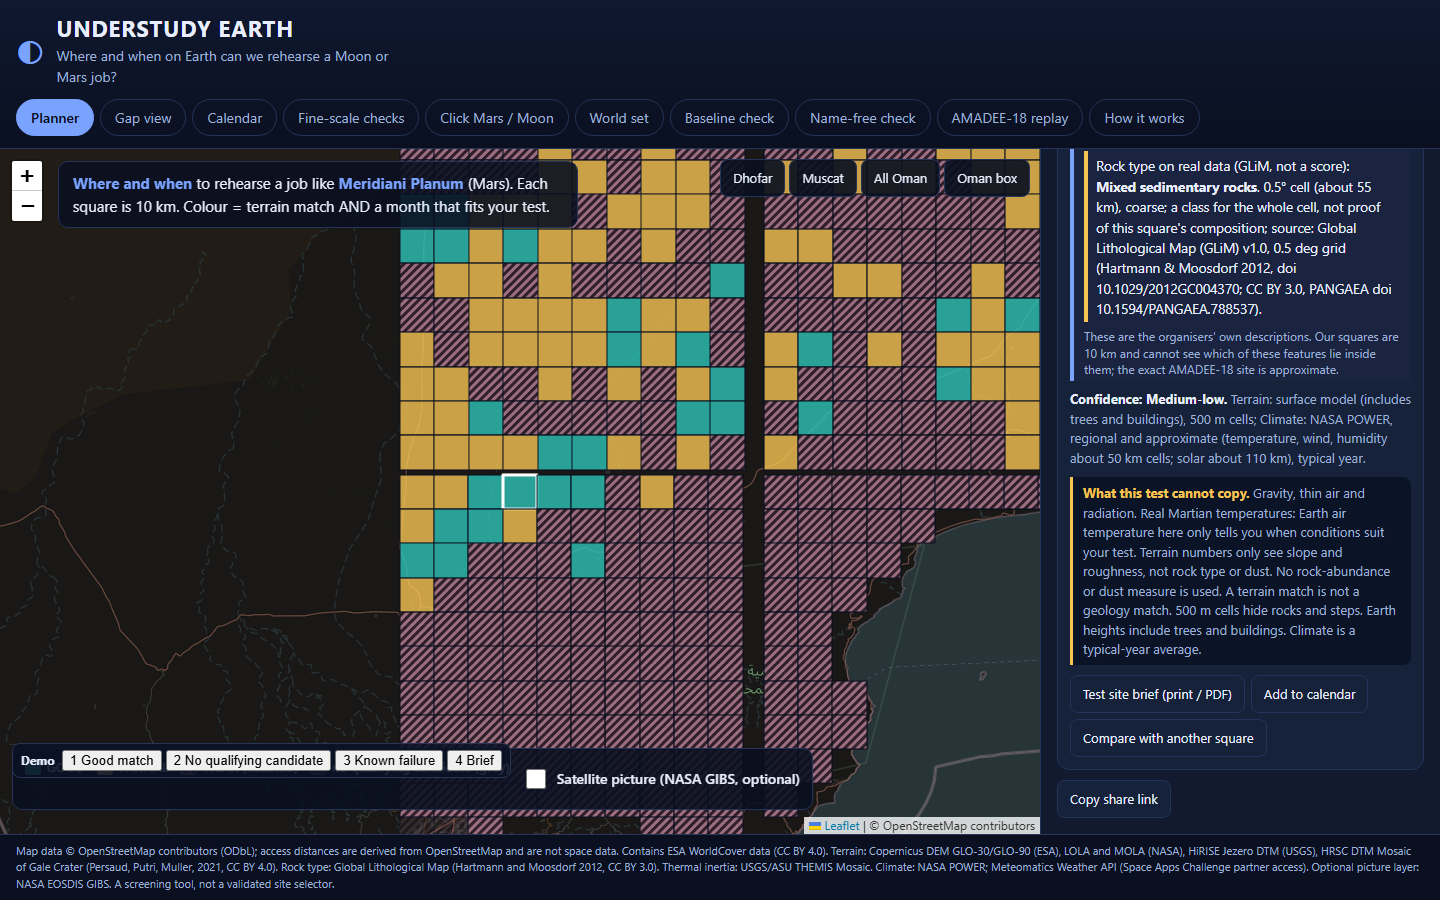 UNDERSTUDY EARTH
Where and when on Earth can we rehearse a Moon or
Mars job?
Planner
Gap view
Calendar
Fine-scale checks
Click Mars / Moon
World set
Baseline check
Name-free check
AMADEE-18 replay
How it works
+
−
Where and when to rehearse a job like Meridiani Planum (Mars). Each
square is 10 km. Colour = terrain match AND a month that fits your test.
Dhofar
Muscat
All Oman
Oman box
Rock type on real data (GLiM, not a score):
Mixed sedimentary rocks. 0.5° cell (about 55
km), coarse; a class for the whole cell, not proof
of this square's composition; source: Global
Lithological Map (GLiM) v1.0, 0.5 deg grid
(Hartmann & Moosdorf 2012, doi
10.1029/2012GC004370; CC BY 3.0, PANGAEA doi
10.1594/PANGAEA.788537).
These are the organisers' own descriptions. Our squares are
10 km and cannot see which of these features lie inside
them; the exact AMADEE-18 site is approximate.
Confidence: Medium-low. Terrain: surface model (includes
trees and buildings), 500 m cells; Climate: NASA POWER,
regional and approximate (temperature, wind, humidity
about 50 km cells; solar about 110 km), typical year.
What this test cannot copy. Gravity, thin air and
radiation. Real Martian temperatures: Earth air
temperature here only tells you when conditions suit
your test. Terrain numbers only see slope and
roughness, not rock type or dust. No rock-abundance
or dust measure is used. A terrain match is not a
geology match. 500 m cells hide rocks and steps. Earth
heights include trees and buildings. Climate is a
typical-year average.
Test site brief (print / PDF)
Add to calendar
Compare with another square
Copy share link
Demo
1 Good match
2 No qualifying candidate
3 Known failure
4 Brief
Satellite picture (NASA GIBS, optional)
Leaflet | © OpenStreetMap contributors
Map data © OpenStreetMap contributors (ODbL); access distances are derived from OpenStreetMap and are not space data. Contains ESA WorldCover data (CC BY 4.0). Terrain: Copernicus DEM GLO-30/GLO-90 (ESA), LOLA and MOLA (NASA), HiRISE Jezero DTM (USGS), HRSC DTM Mosaic
of Gale Crater (Persaud, Putri, Muller, 2021, CC BY 4.0). Rock type: Global Lithological Map (Hartmann and Moosdorf 2012, CC BY 3.0). Thermal inertia: USGS/ASU THEMIS Mosaic. Climate: NASA POWER; Meteomatics Weather API (Space Apps Challenge partner access). Optional picture layer:
NASA EOSDIS GIBS. A screening tool, not a validated site selector.